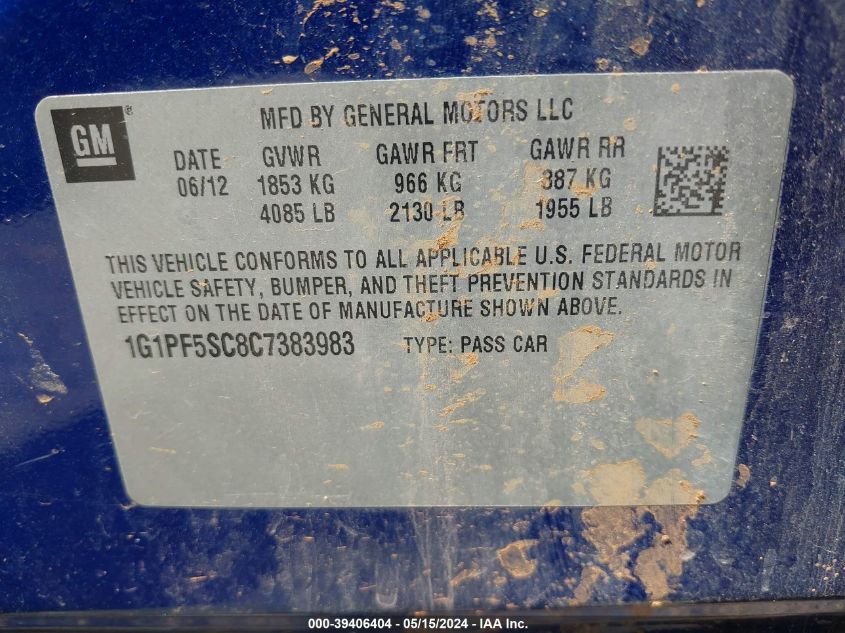 GM®
MFD BY GENERAL MOTORS LLC
DATE GVWR GAWR FRT GAWR RR
06/12 1853 KG 966 KG 387 KG
4085 LB 2130 LB 1955 LB
THIS VEHICLE CONFORMS TO ALL APPLICABLE U.S. FEDERAL MOTOR
VEHICLE SAFETY, BUMPER, AND THEFT PREVENTION STANDARDS IN
EFFECT ON THE DATE OF MANUFACTURE SHOWN ABOVE.
1G1PF5SC8C7383983 TYPE: PASS CAR
000-39406404 - 05/15/2024 - IAA Inc.